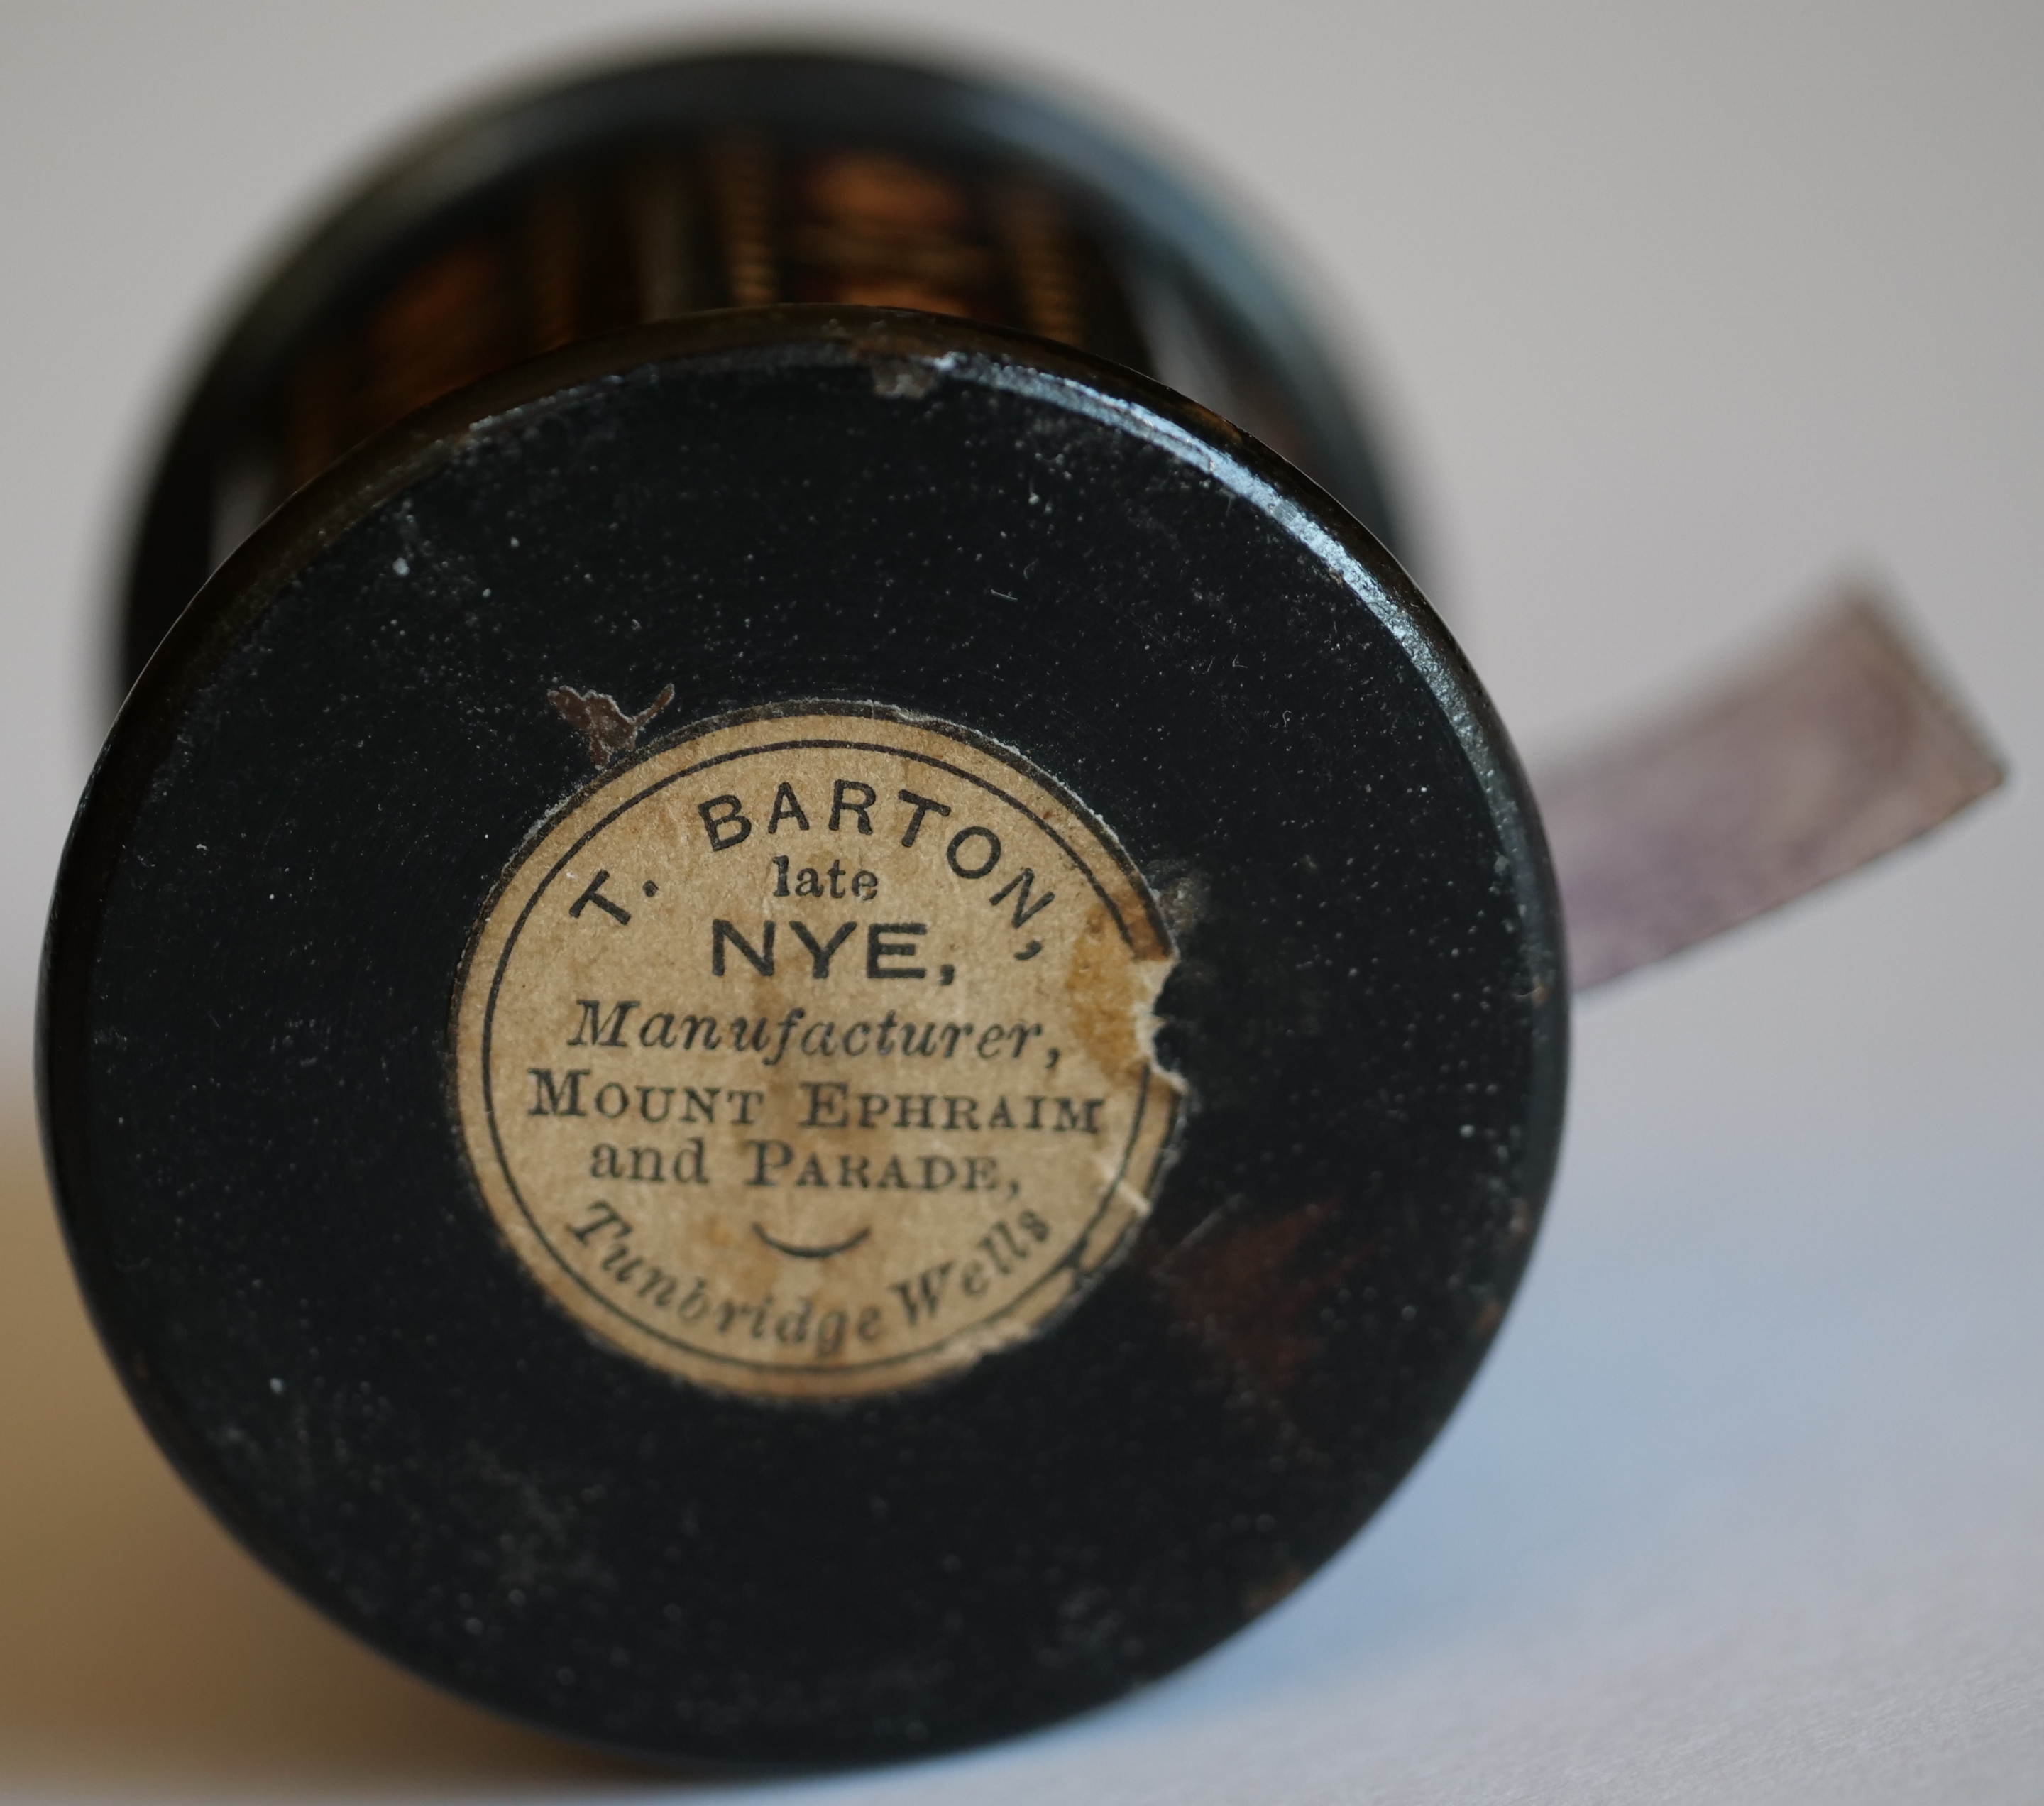 T. BARTON,
late
NYE,
Manufacturer,
MOUNT EPHRAIM
and PARADE,
Tunbridge Wells